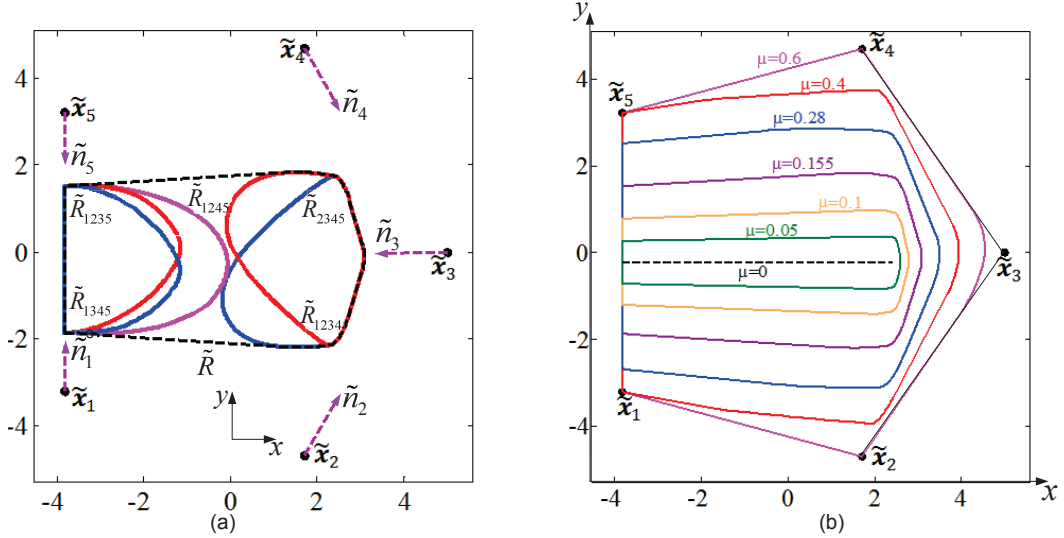 x̃₄
ñ₄
x̃₅
ñ₅
R̃₁₂₃₅
R̃₁₂₄₅
R̃₂₃₄₅
ñ₃
x̃₃
R̃₁₃₄₅
R̃₁₂₃₄
R̃
ñ₁
x̃₁
ñ₂
x̃₂
y
x
4
2
0
-2
-4
-4 -2 0 2 4
(a)
y
x̃₄
μ=0.6
x̃₅
μ=0.4
μ=0.28
μ=0.155
μ=0.1
μ=0.05
μ=0
x̃₃
x̃₁
x̃₂
4
2
0
-2
-4
-4 -2 0 2 4
x
(b)